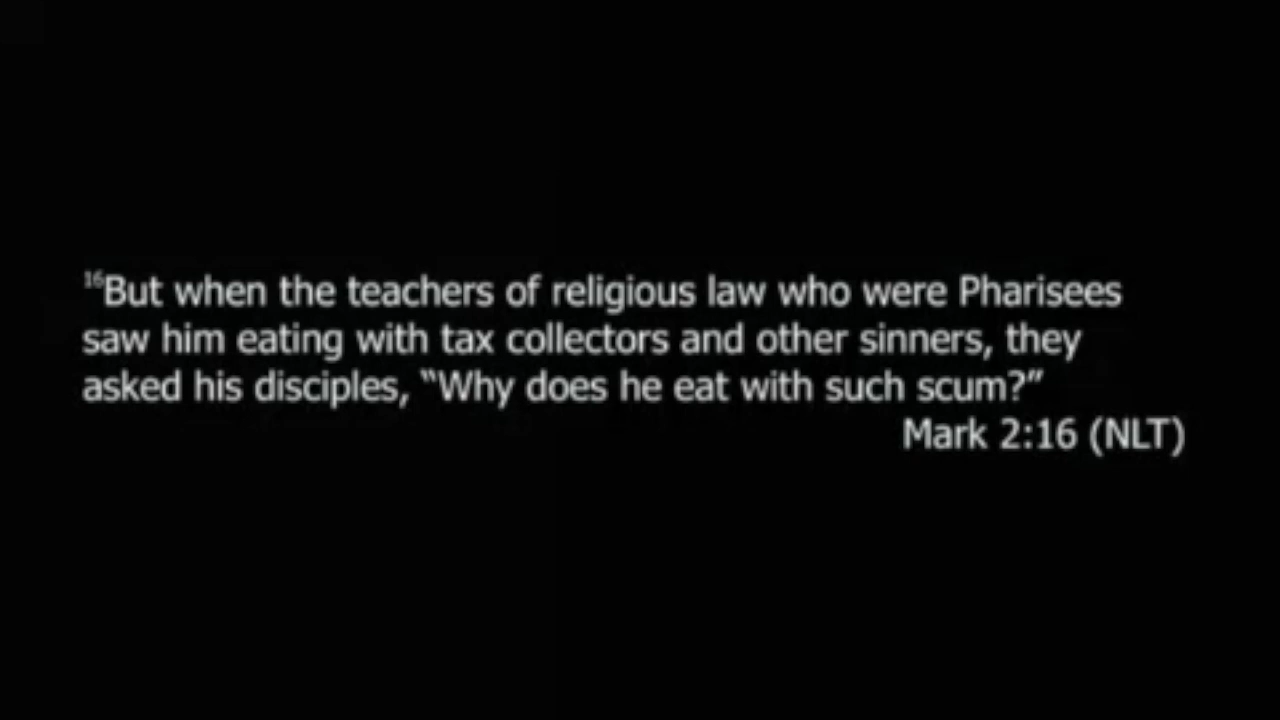 16But when the teachers of religious law who were Pharisees
saw him eating with tax collectors and other sinners, they
asked his disciples, “Why does he eat with such scum?”
Mark 2:16 (NLT)